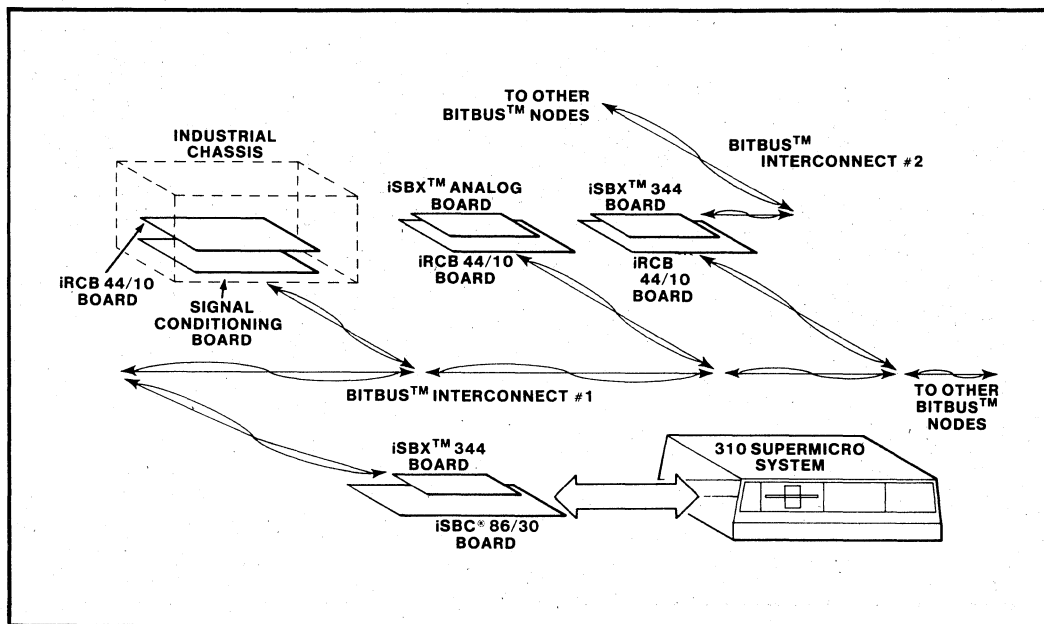 TO OTHER
BITBUS™ NODES
INDUSTRIAL
CHASSIS
BITBUS™
INTERCONNECT #2
iSBX™ ANALOG
BOARD
iSBX™ 344
BOARD
iRCB 44/10
BOARD
iRCB 44/10
BOARD
iRCB
44/10
BOARD
SIGNAL
CONDITIONING
BOARD
BITBUS™ INTERCONNECT #1
TO OTHER
BITBUS™
NODES
iSBX™ 344
BOARD
310 SUPERMICRO
SYSTEM
iSBC® 86/30
BOARD